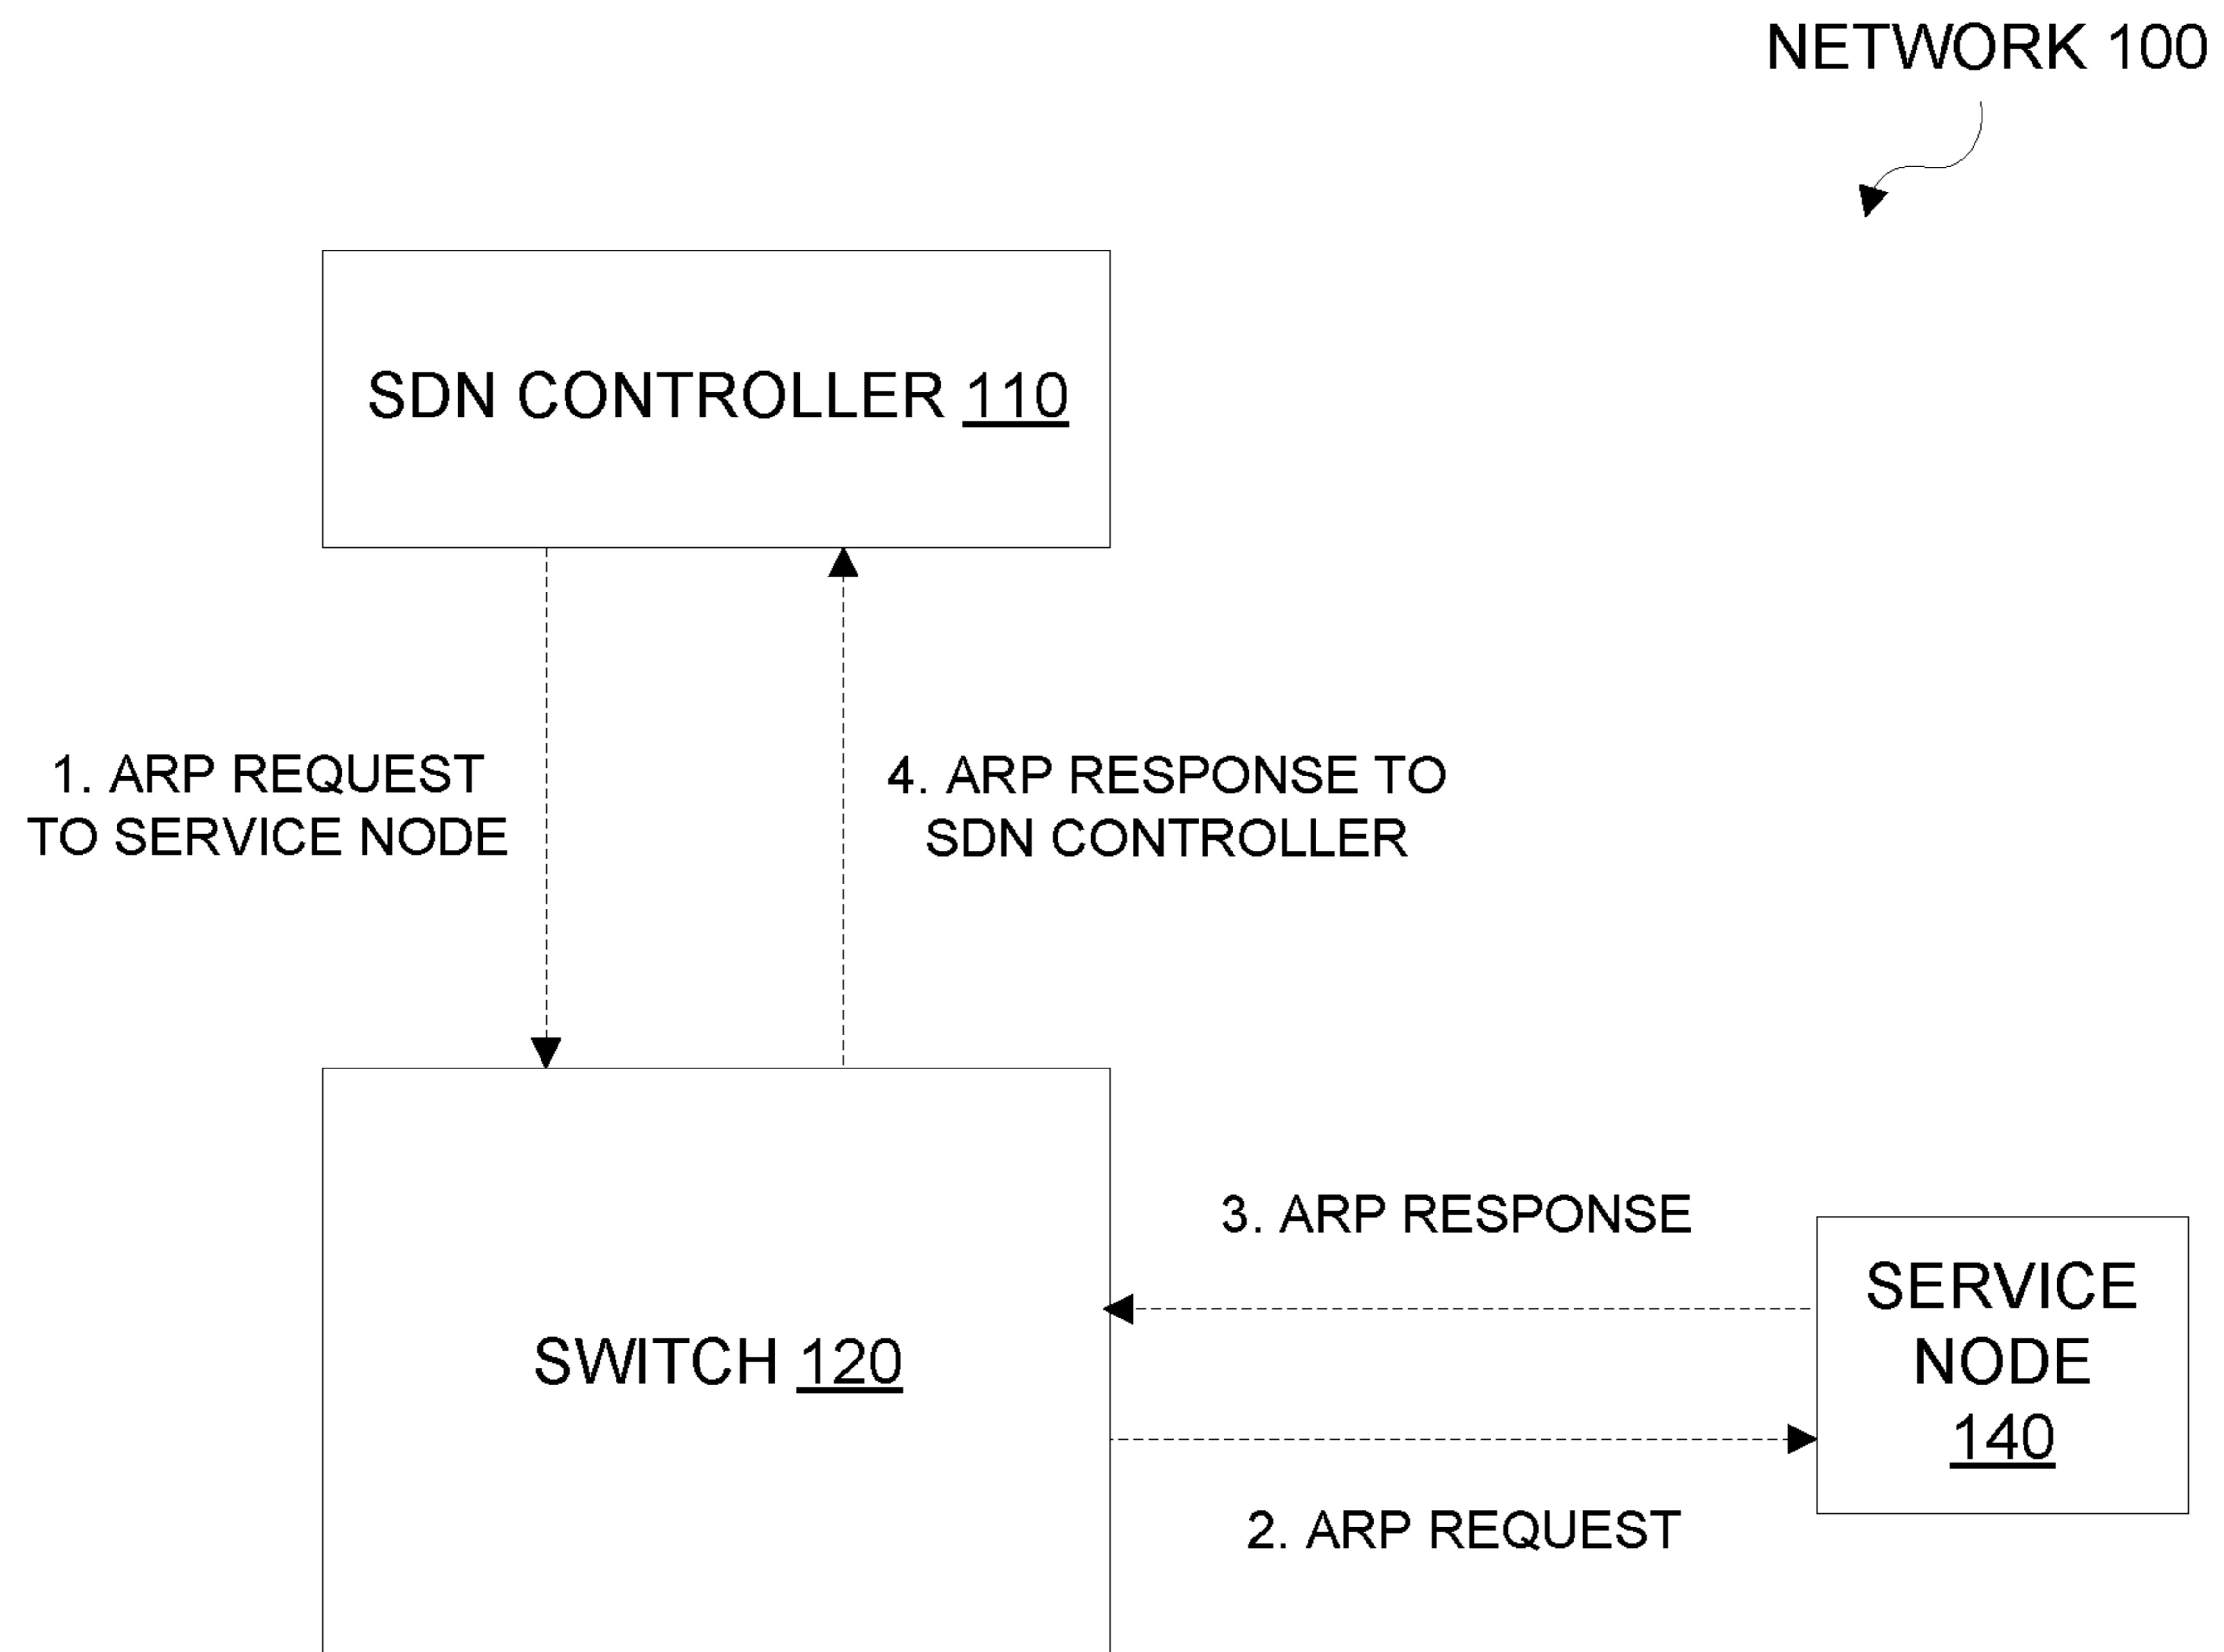 NETWORK 100
SDN CONTROLLER 110
1. ARP REQUEST
TO SERVICE NODE
4. ARP RESPONSE TO
SDN CONTROLLER
3. ARP RESPONSE
SERVICE
NODE
140
SWITCH 120
2. ARP REQUEST